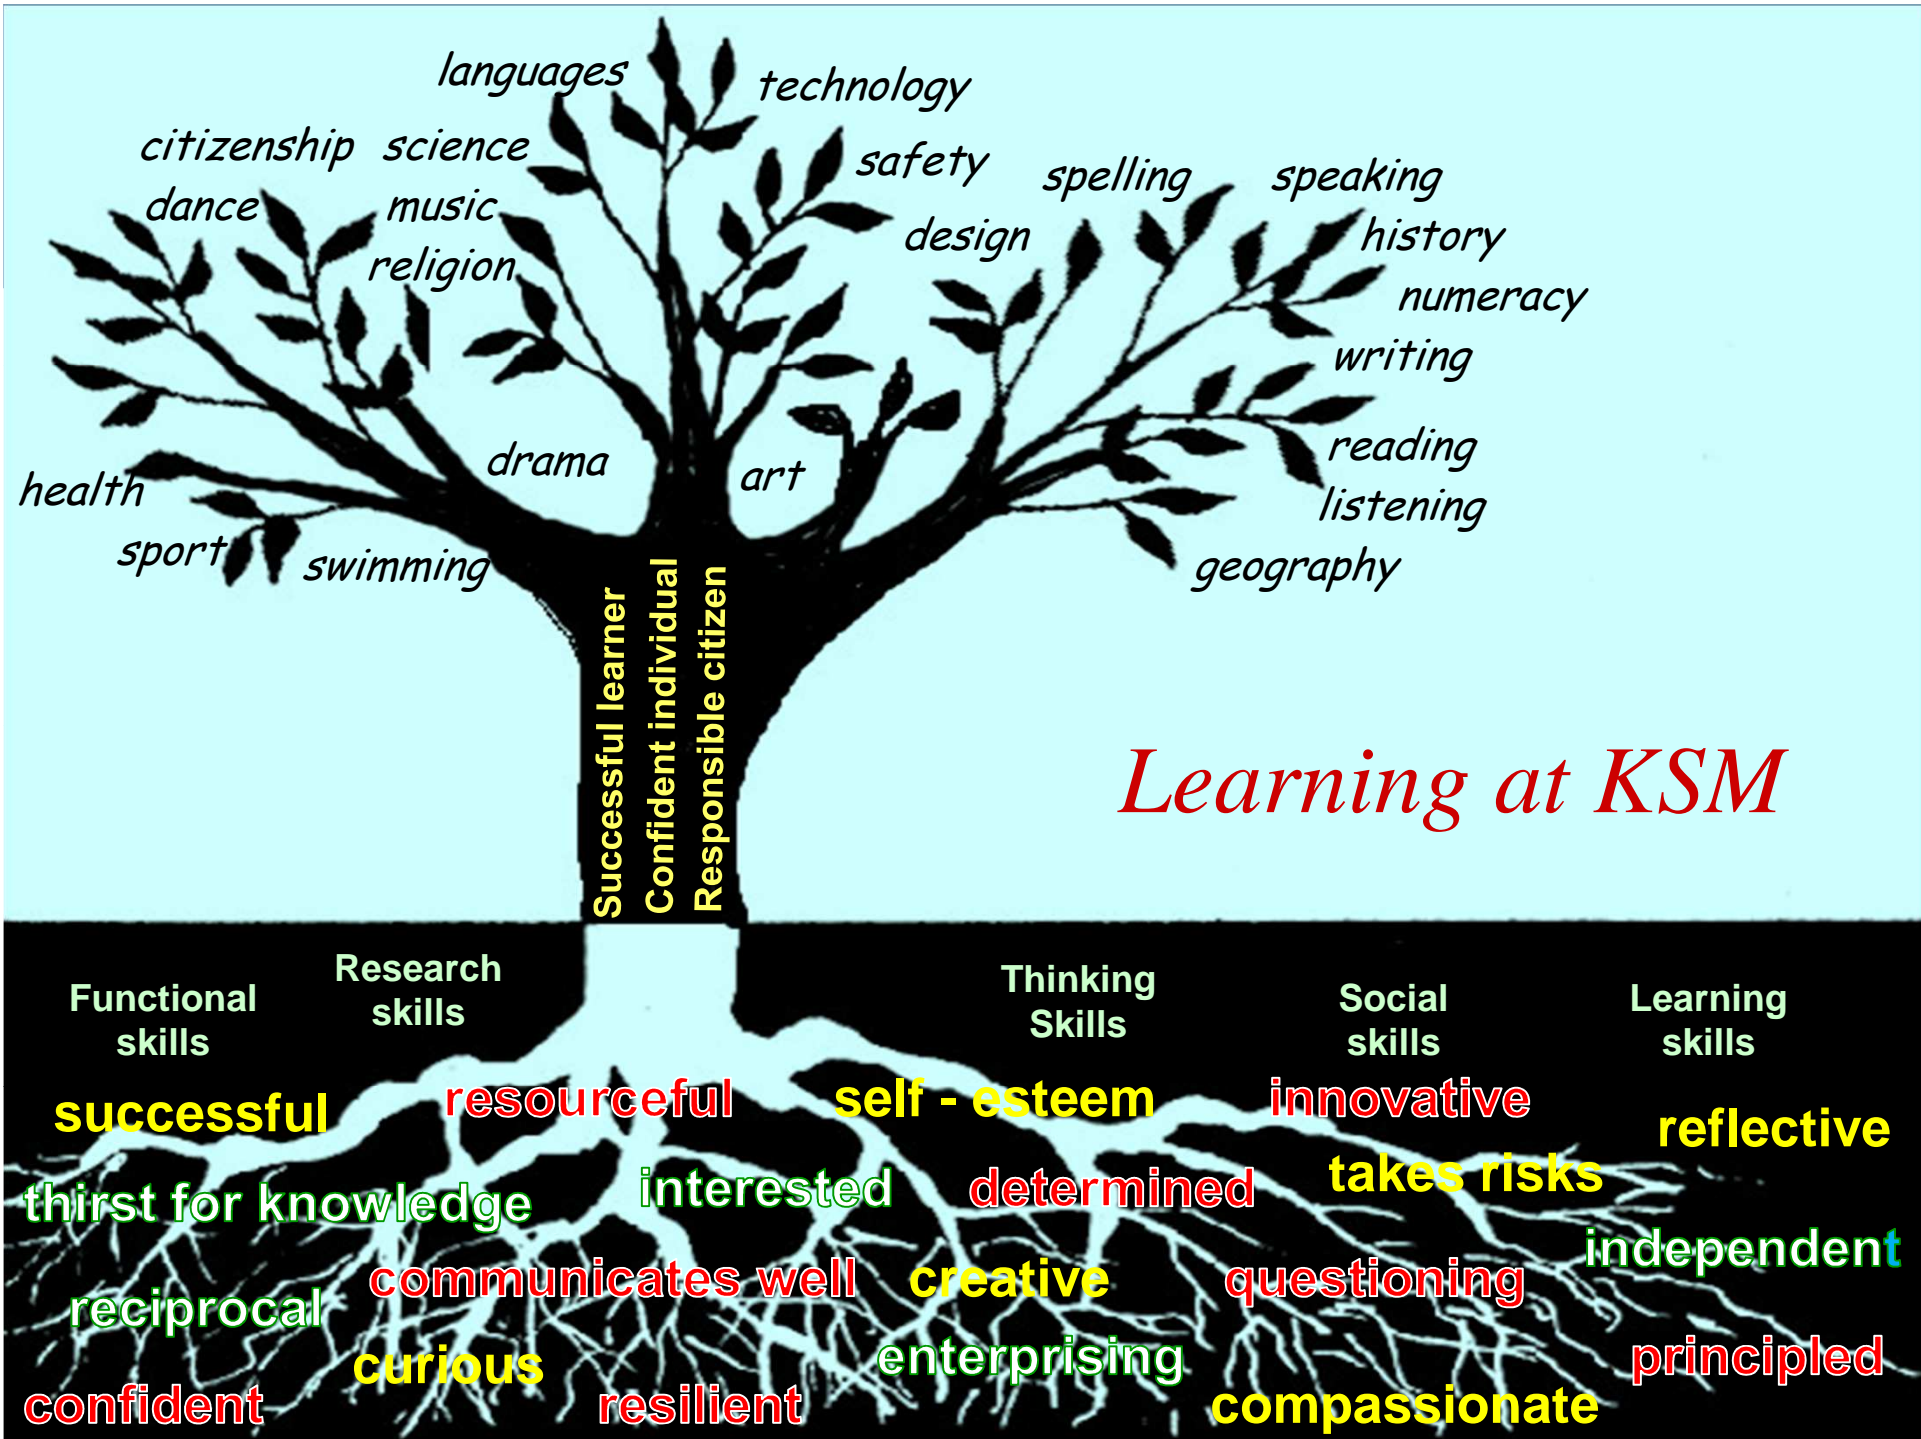 languages
technology
citizenship
science
safety
spelling
speaking
dance
music
design
history
religion
numeracy
writing
drama
art
reading
health
listening
sport
swimming
geography
Successful learner
Confident individual
Responsible citizen
Learning at KSM
Functional
skills
Research
skills
Thinking
Skills
Social
skills
Learning
skills
successful
resourceful
self - esteem
innovative
reflective
thirst for knowledge
interested
determined
takes risks
independent
reciprocal
communicates well
creative
questioning
curious
enterprising
principled
confident
resilient
compassionate